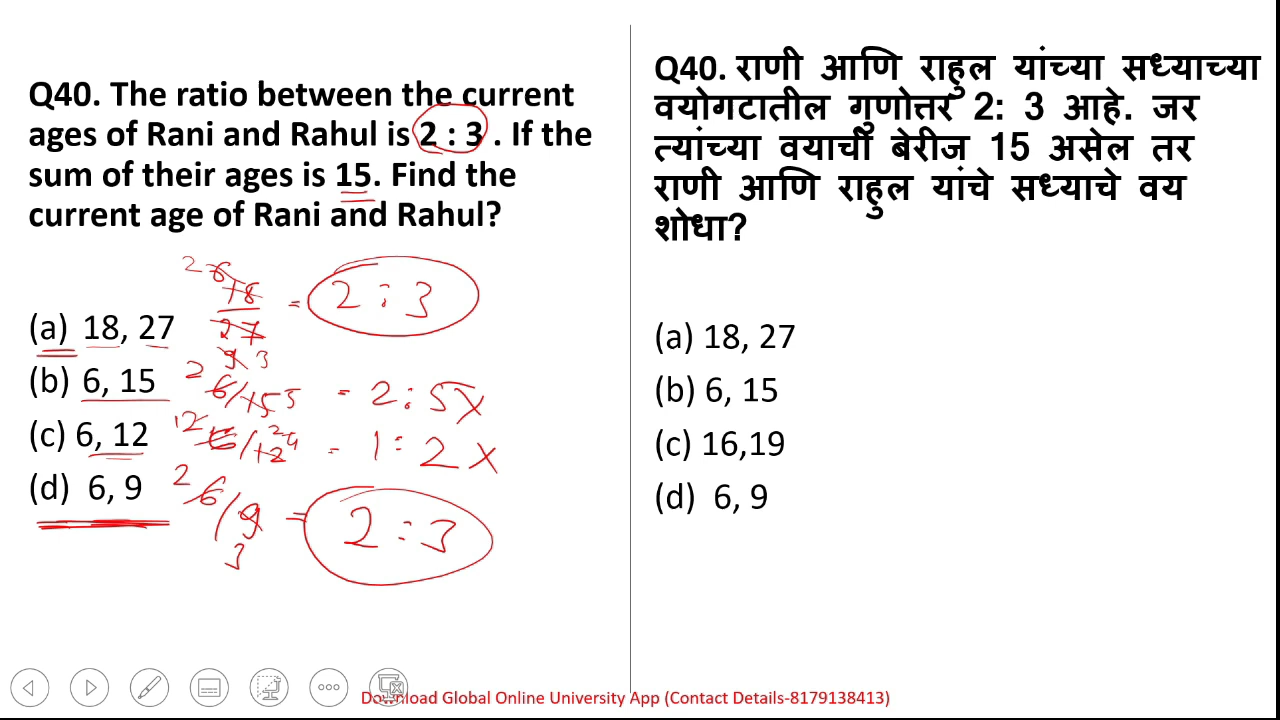 Q40. The ratio between the current
ages of Rani and Rahul is 2 : 3 . If the
sum of their ages is 15. Find the
current age of Rani and Rahul?
(a) 18, 27
(b) 6, 15
(c) 6, 12
(d) 6, 9
= 2 : 3
= 2 : 5 x
= 1 : 2 x
= 2 : 3
Q40. राणी आणि राहुल यांच्या सध्याच्या
वयोगटातील गुणोत्तर 2: 3 आहे. जर
त्यांच्या वयाची बेरीज 15 असेल तर
राणी आणि राहुल यांचे सध्याचे वय
शोधा?
(a) 18, 27
(b) 6, 15
(c) 16,19
(d) 6, 9
Download Global Online University App (Contact Details-8179138413)